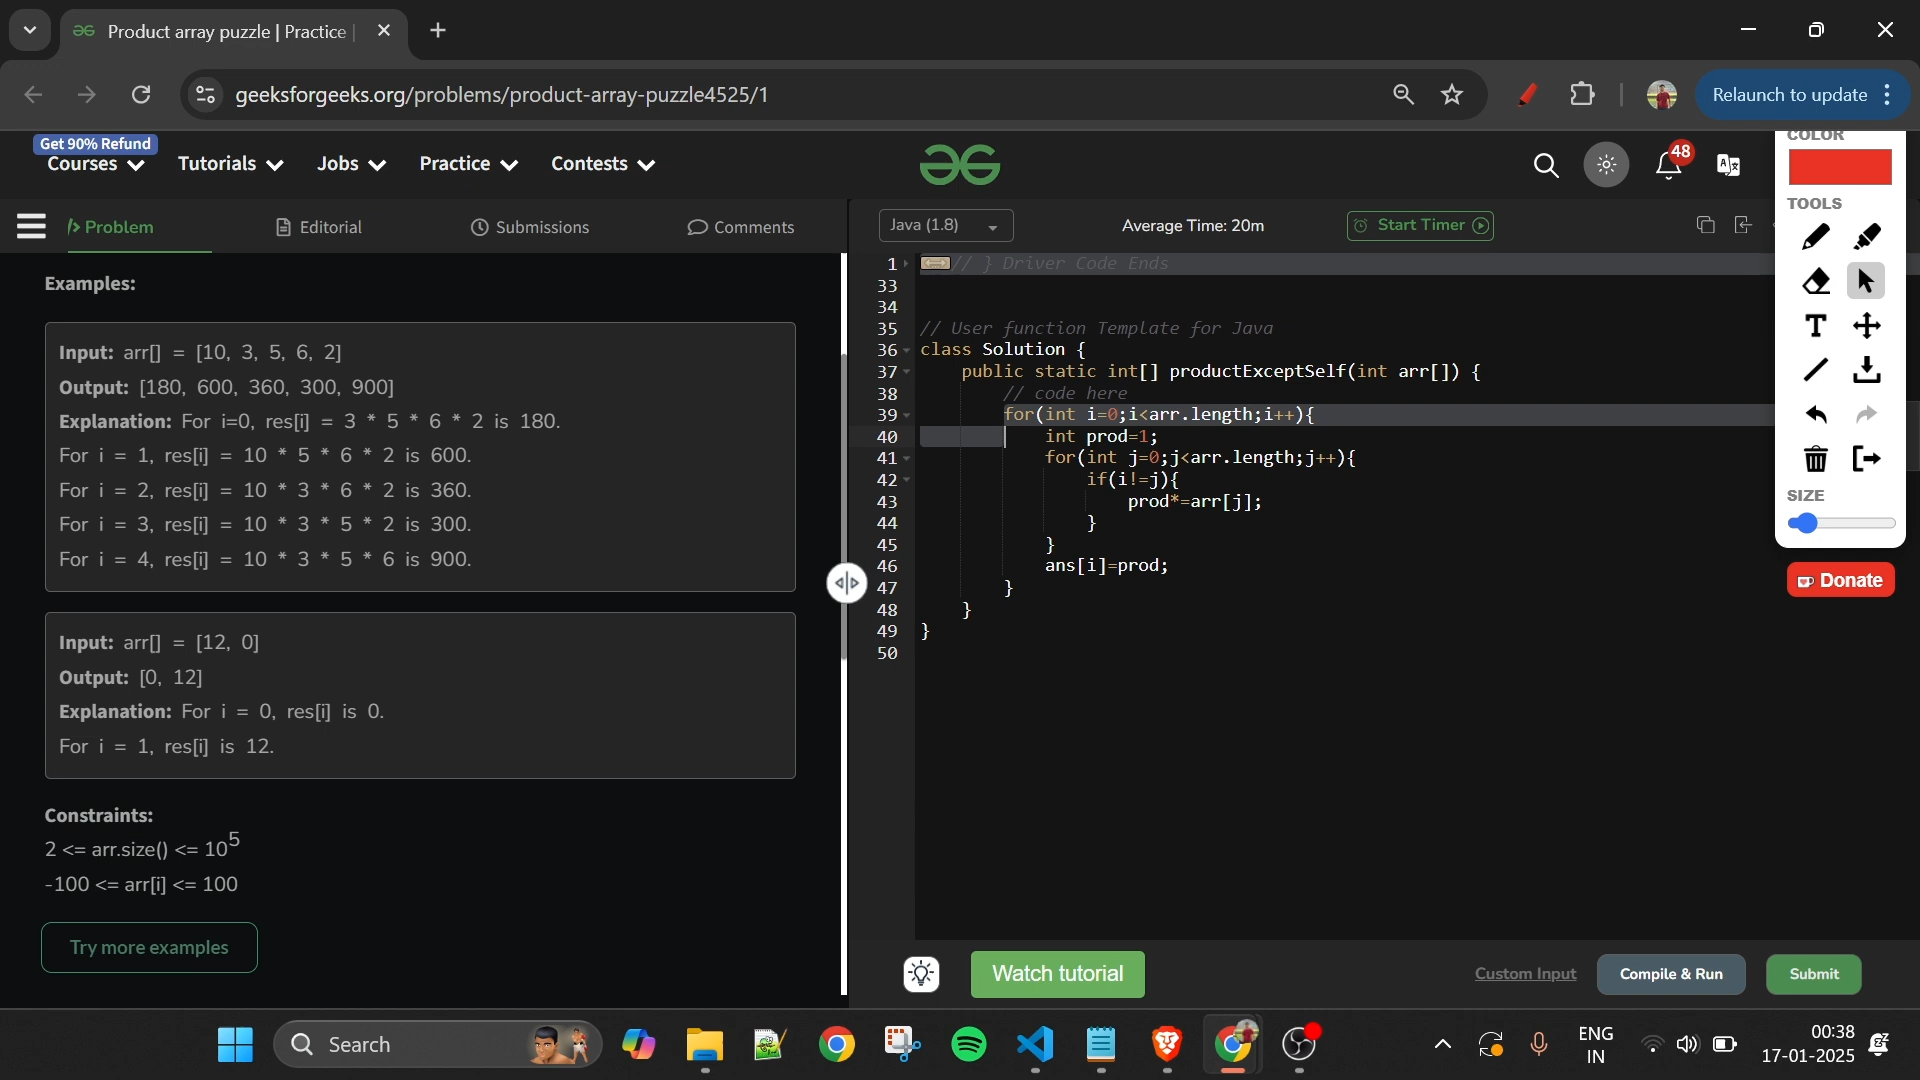 Product array puzzle | Practice |
geeksforgeeks.org/problems/product-array-puzzle4525/1
Relaunch to update
Get 90% Refund
Courses
Tutorials
Jobs
Practice
Contests
48
Problem
Editorial
Submissions
Comments
Java (1.8)
Average Time: 20m
Start Timer
Examples:
Input: arr[] = [10, 3, 5, 6, 2]
Output: [180, 600, 360, 300, 900]
Explanation: For i=0, res[i] = 3 * 5 * 6 * 2 is 180.
For i = 1, res[i] = 10 * 5 * 6 * 2 is 600.
For i = 2, res[i] = 10 * 3 * 6 * 2 is 360.
For i = 3, res[i] = 10 * 3 * 5 * 2 is 300.
For i = 4, res[i] = 10 * 3 * 5 * 6 is 900.
Input: arr[] = [12, 0]
Output: [0, 12]
Explanation: For i = 0, res[i] is 0.
For i = 1, res[i] is 12.
Constraints:
2 <= arr.size() <= 10^5
-100 <= arr[i] <= 100
Try more examples
1 // } Driver Code Ends
33
34
35 // User function Template for Java
36 class Solution {
37 public static int[] productExceptSelf(int arr[]) {
38 // code here
39 for(int i=0;i<arr.length;i++){
40 int prod=1;
41 for(int j=0;j<arr.length;j++){
42 if(i!=j){
43 prod*=arr[j];
44 }
45 }
46 ans[i]=prod;
47 }
48 }
49 }
50
COLOR
TOOLS
T
SIZE
Donate
Watch tutorial
Custom Input
Compile & Run
Submit
Search
ENG
IN
00:38
17-01-2025